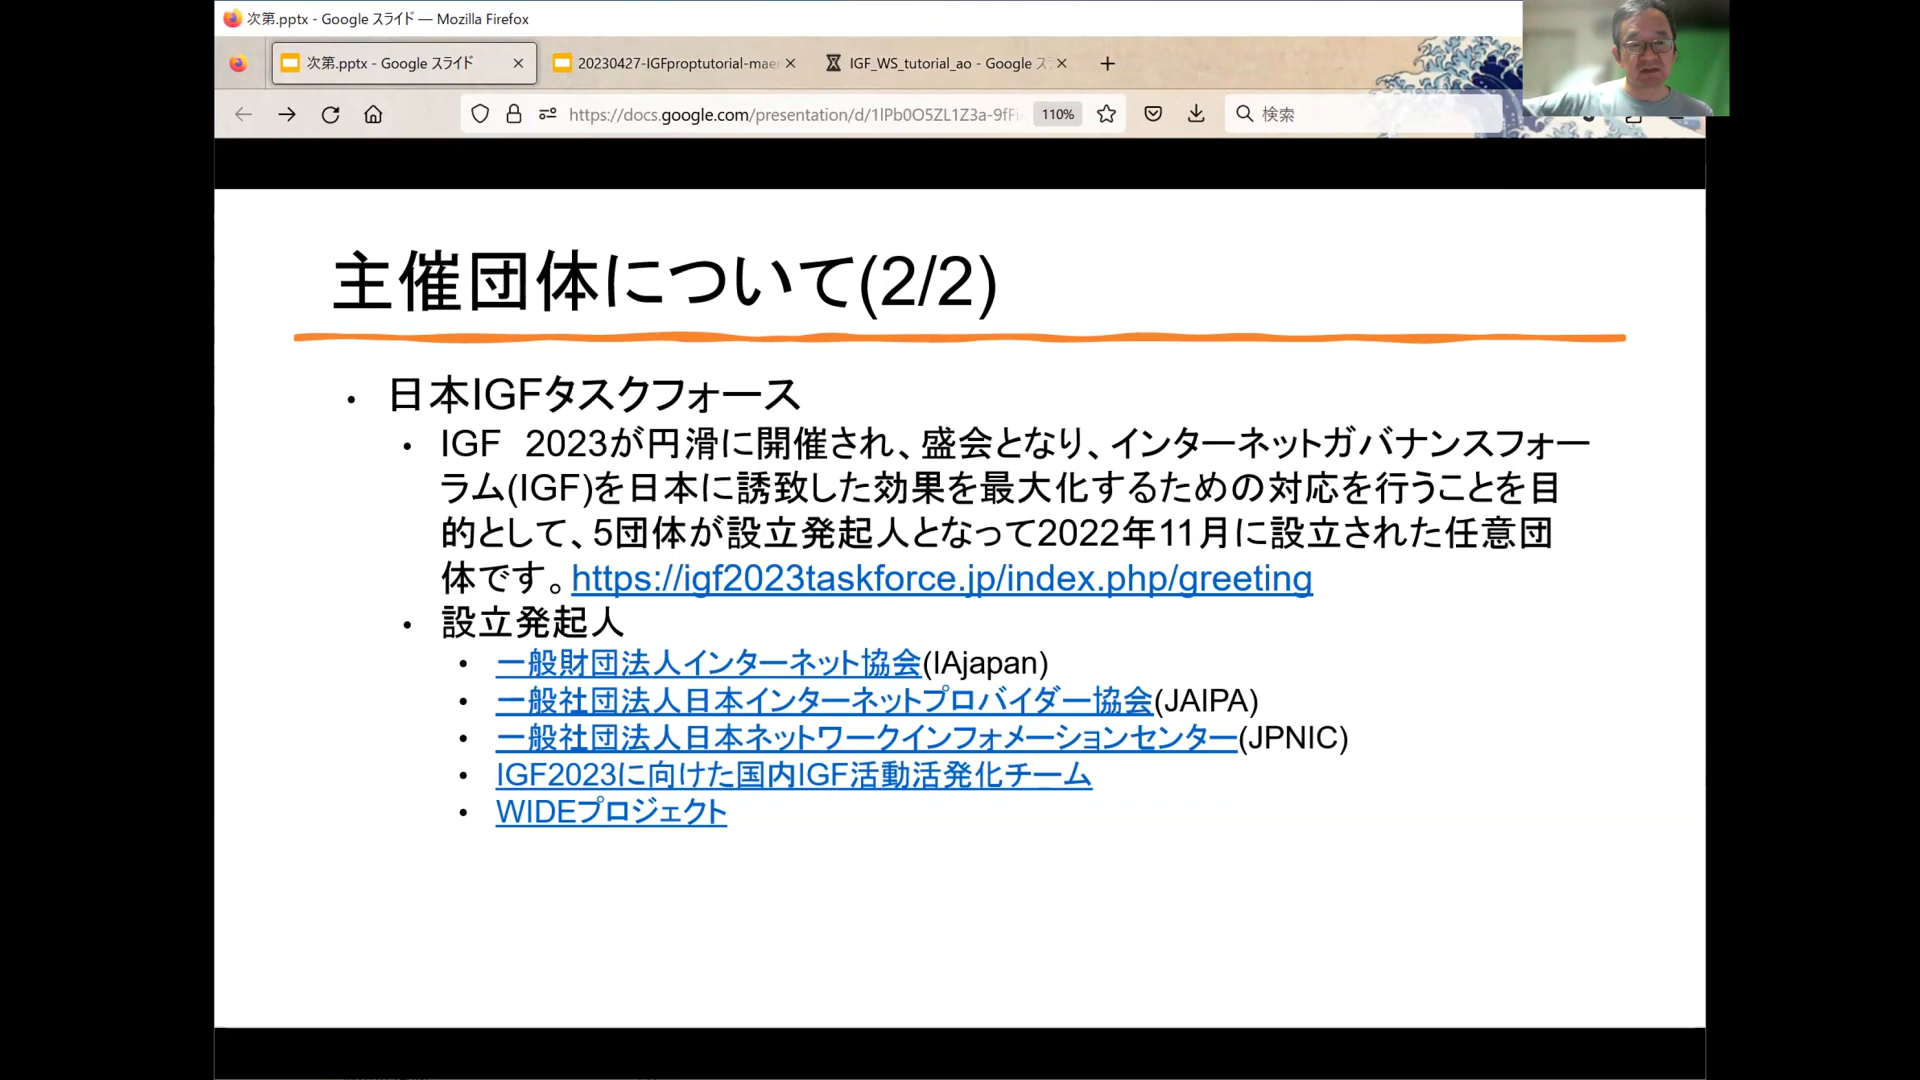 次第.pptx - Google スライド — Mozilla Firefox
次第.pptx - Google スライド
20230427-IGFproptutorial-maer
IGF_WS_tutorial_ao - Google ス
https://docs.google.com/presentation/d/1lPb0O5ZL1Z3a-9fFi
110%
検索
主催団体について(2/2)
• 日本IGFタスクフォース
• IGF 2023が円滑に開催され、盛会となり、インターネットガバナンスフォー
ラム(IGF)を日本に誘致した効果を最大化するための対応を行うことを目
的として、5団体が設立発起人となって2022年11月に設立された任意団
体です。https://igf2023taskforce.jp/index.php/greeting
• 設立発起人
• 一般財団法人インターネット協会(IAjapan)
• 一般社団法人日本インターネットプロバイダー協会(JAIPA)
• 一般社団法人日本ネットワークインフォメーションセンター(JPNIC)
• IGF2023に向けた国内IGF活動活発化チーム
• WIDEプロジェクト